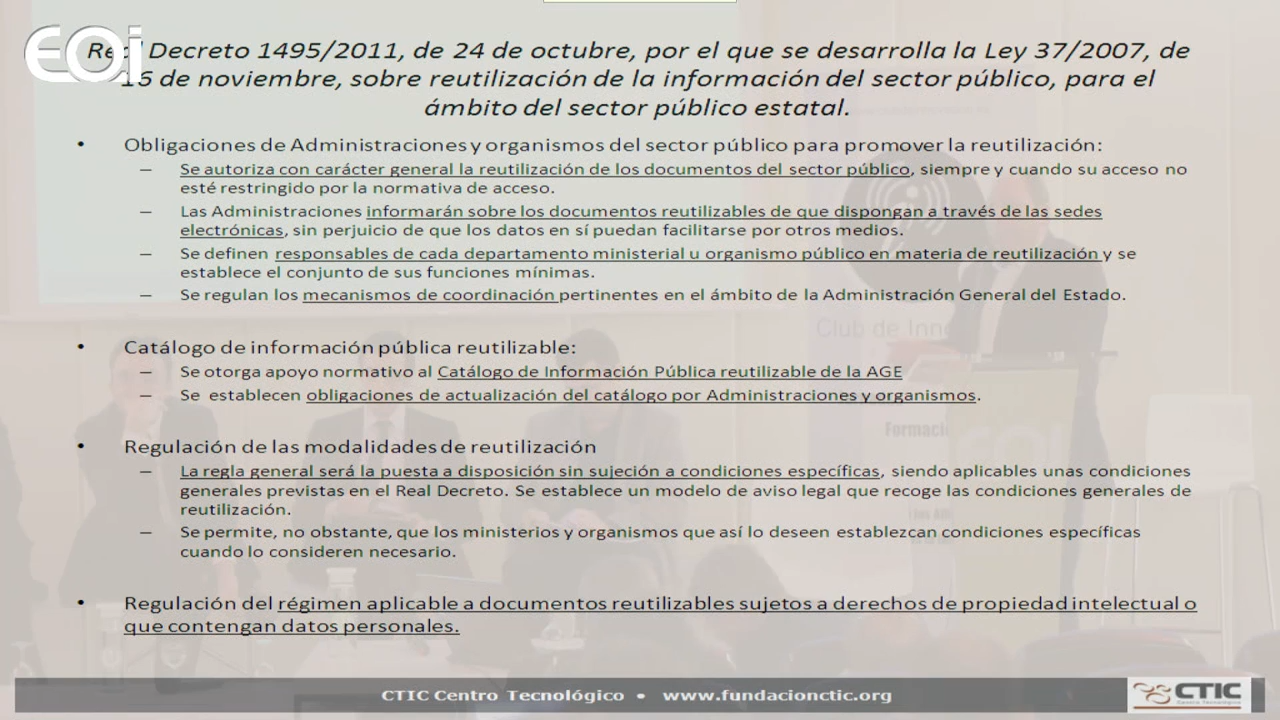 EOi
Real Decreto 1495/2011, de 24 de octubre, por el que se desarrolla la Ley 37/2007, de
16 de noviembre, sobre reutilización de la información del sector público, para el
ámbito del sector público estatal.
• Obligaciones de Administraciones y organismos del sector público para promover la reutilización:
– Se autoriza con carácter general la reutilización de los documentos del sector público, siempre y cuando su acceso no
esté restringido por la normativa de acceso.
– Las Administraciones informarán sobre los documentos reutilizables de que dispongan a través de las sedes
electrónicas, sin perjuicio de que los datos en sí puedan facilitarse por otros medios.
– Se definen responsables de cada departamento ministerial u organismo público en materia de reutilización y se
establece el conjunto de sus funciones mínimas.
– Se regulan los mecanismos de coordinación pertinentes en el ámbito de la Administración General del Estado.
Club de Inno
• Catálogo de información pública reutilizable:
– Se otorga apoyo normativo al Catálogo de Información Pública reutilizable de la AGE
– Se establecen obligaciones de actualización del catálogo por Administraciones y organismos.
Formaci
EOi
• Regulación de las modalidades de reutilización
– La regla general será la puesta a disposición sin sujeción a condiciones específicas, siendo aplicables unas condiciones
generales previstas en el Real Decreto. Se establece un modelo de aviso legal que recoge las condiciones generales de
reutilización.
– Se permite, no obstante, que los ministerios y organismos que así lo deseen establezcan condiciones específicas
cuando lo consideren necesario.
• Regulación del régimen aplicable a documentos reutilizables sujetos a derechos de propiedad intelectual o
que contengan datos personales.
CTIC Centro Tecnológico • www.fundacionctic.org
CTIC
Centro Tecnológico